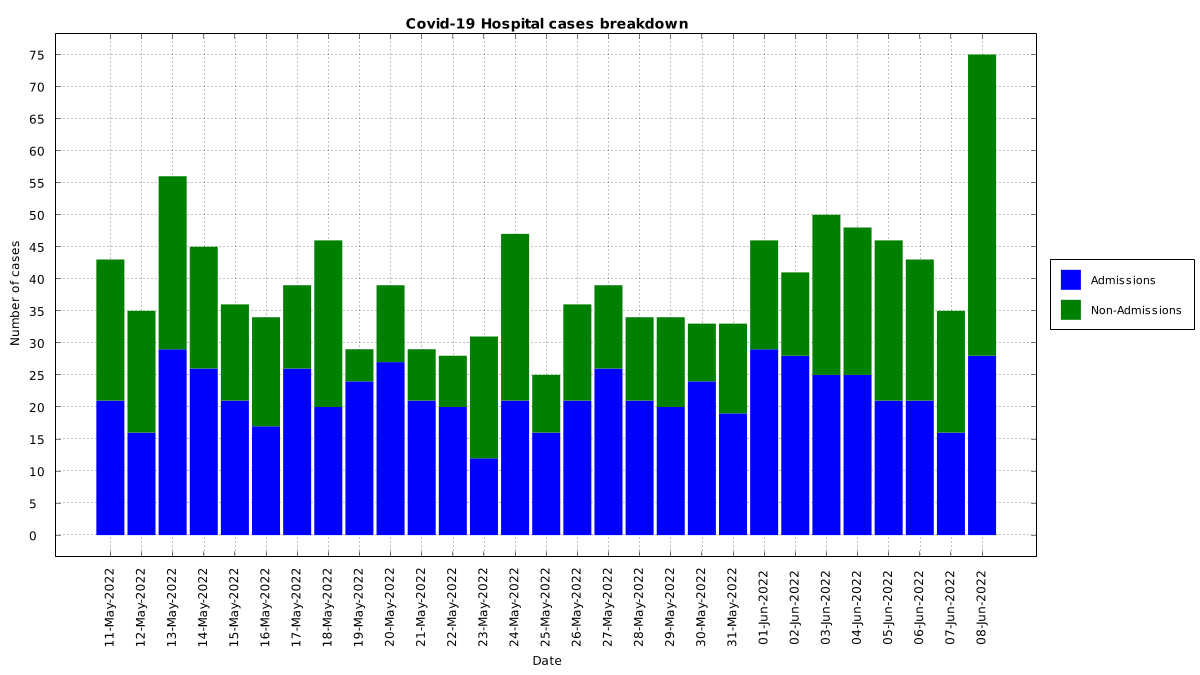 Covid-19 Hospital cases breakdown
75
70
65
60
55
50
45
40
35
30
25
20
15
10
5
0
Number of cases
11-May-2022
12-May-2022
13-May-2022
14-May-2022
15-May-2022
16-May-2022
17-May-2022
18-May-2022
19-May-2022
20-May-2022
21-May-2022
22-May-2022
23-May-2022
24-May-2022
25-May-2022
26-May-2022
27-May-2022
28-May-2022
29-May-2022
30-May-2022
31-May-2022
01-Jun-2022
02-Jun-2022
03-Jun-2022
04-Jun-2022
05-Jun-2022
06-Jun-2022
07-Jun-2022
08-Jun-2022
Date
Admissions
Non-Admissions